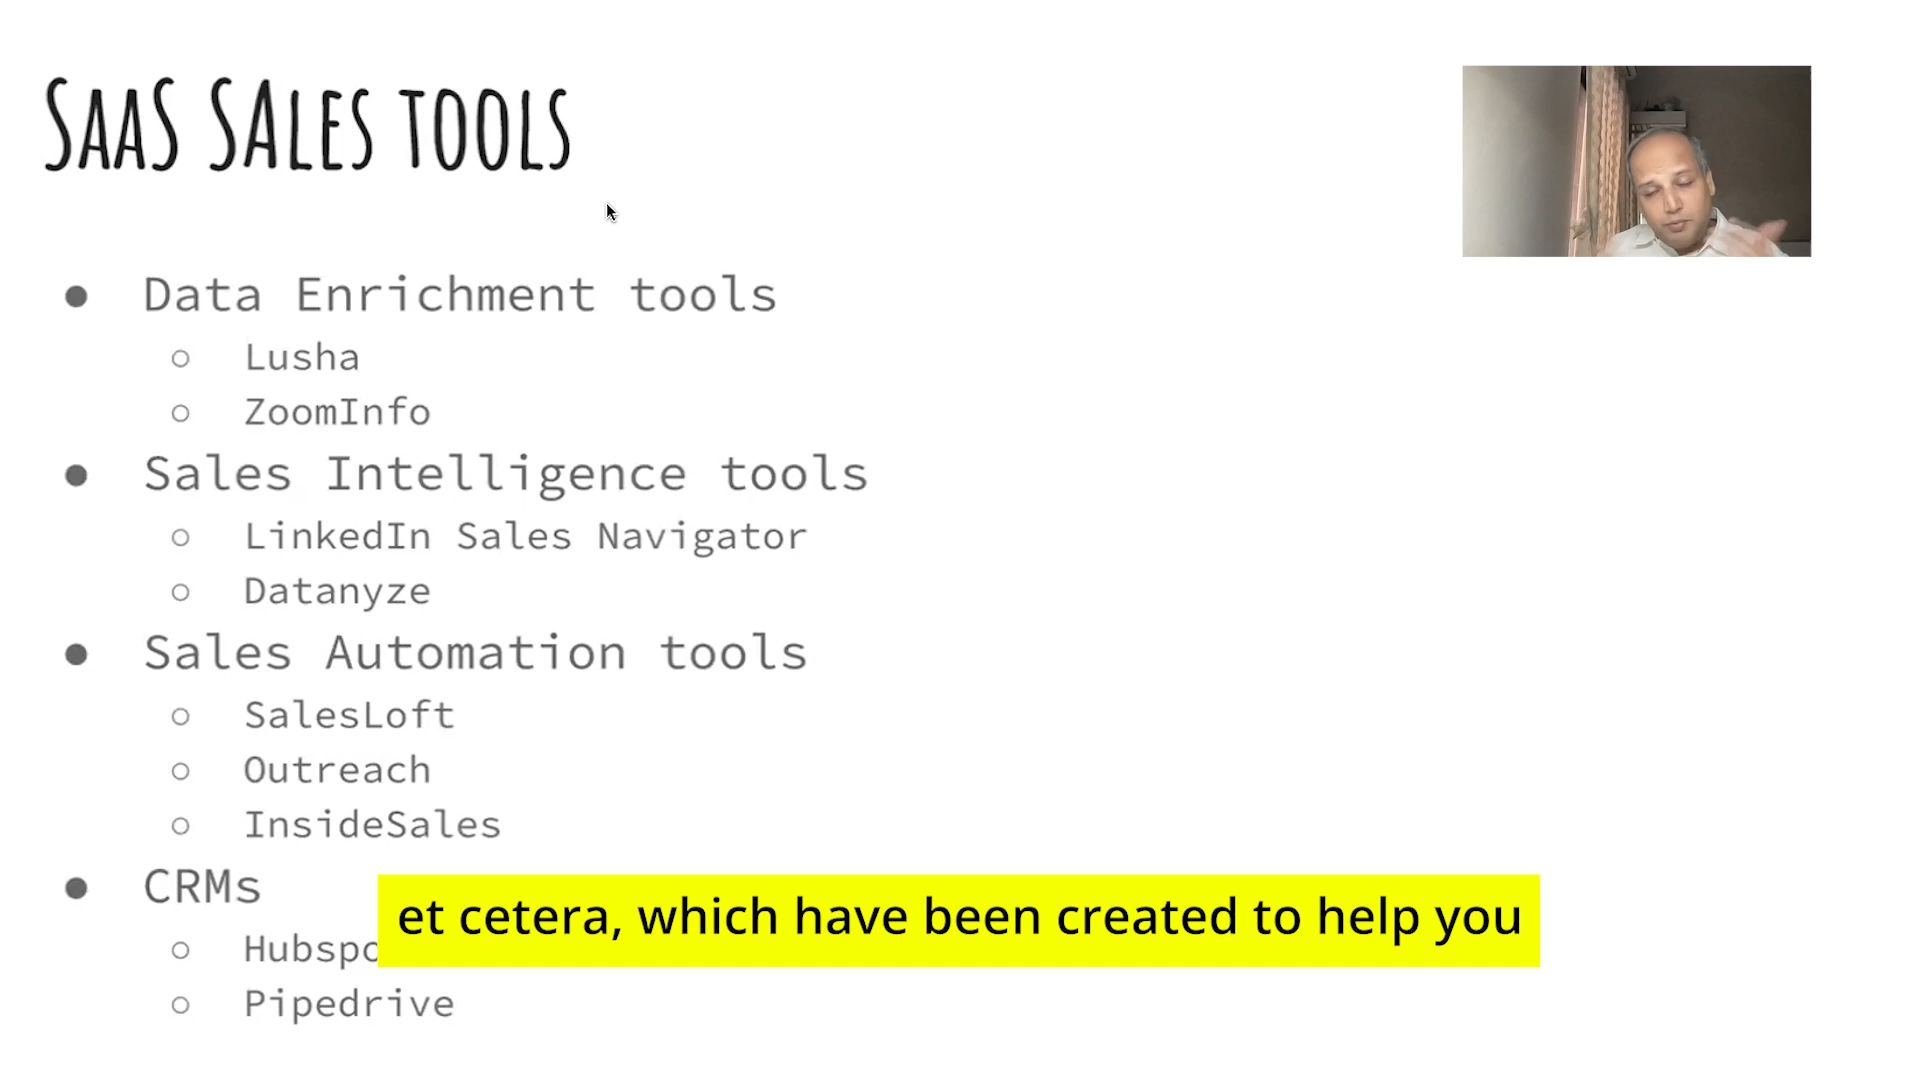 SaaS SAles tools
Data Enrichment tools
Lusha
ZoomInfo
Sales Intelligence tools
LinkedIn Sales Navigator
Datanyze
Sales Automation tools
SalesLoft
Outreach
InsideSales
CRMs
et cetera, which have been created to help you
Pipedrive